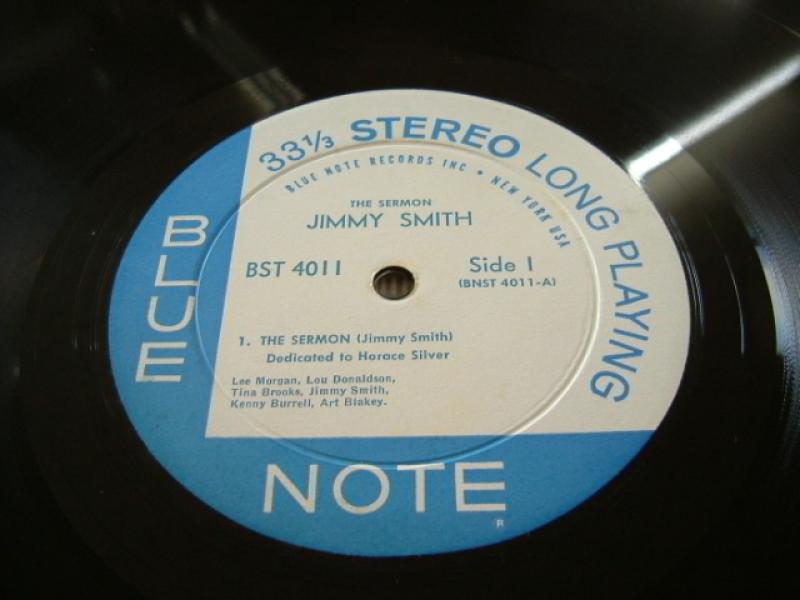 33 1/3 STEREO LONG PLAYING
BLUE NOTE RECORDS INC • NEW YORK USA
THE SERMON
JIMMY SMITH
BST 4011
Side 1
(BNST 4011-A)
1. THE SERMON (Jimmy Smith)
Dedicated to Horace Silver
Lee Morgan, Lou Donaldson,
Tina Brooks, Jimmy Smith,
Kenny Burrell, Art Blakey.
BLUE
NOTE
R